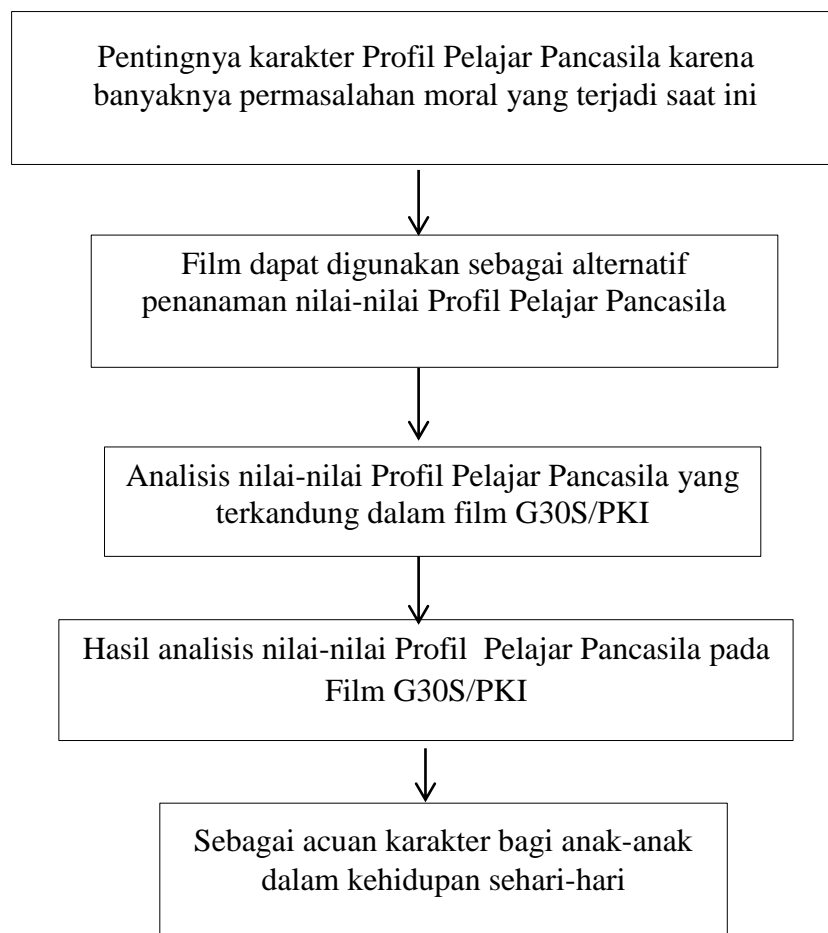 Pentingnya karakter Profil Pelajar Pancasila karena
banyaknya permasalahan moral yang terjadi saat ini
Film dapat digunakan sebagai alternatif
penanaman nilai-nilai Profil Pelajar Pancasila
Analisis nilai-nilai Profil Pelajar Pancasila yang
terkandung dalam film G30S/PKI
Hasil analisis nilai-nilai Profil Pelajar Pancasila pada
Film G30S/PKI
Sebagai acuan karakter bagi anak-anak
dalam kehidupan sehari-hari